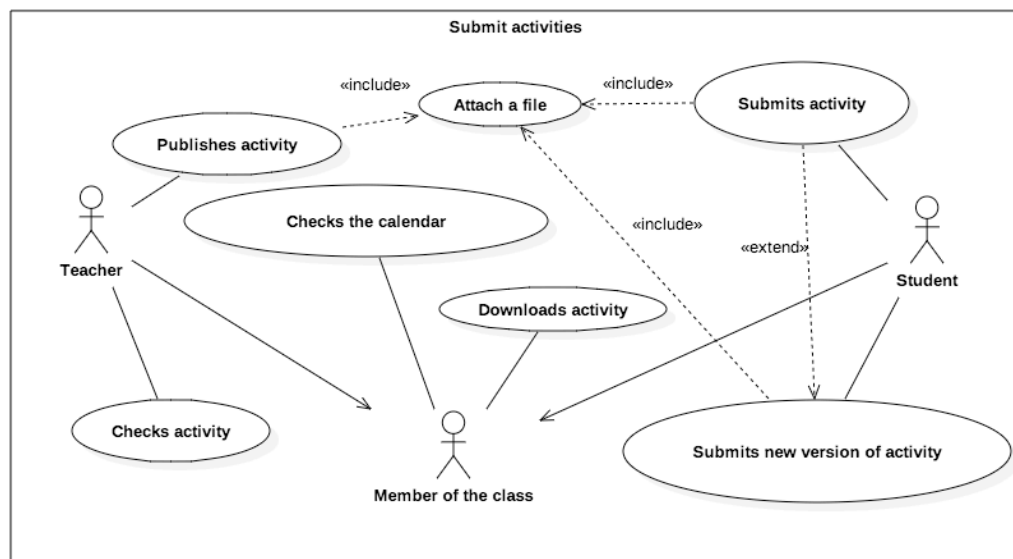 Submit activities
«include»
Attach a file
«include»
Submits activity
Publishes activity
Checks the calendar
«include»
«extend»
Teacher
Student
Downloads activity
Checks activity
Submits new version of activity
Member of the class